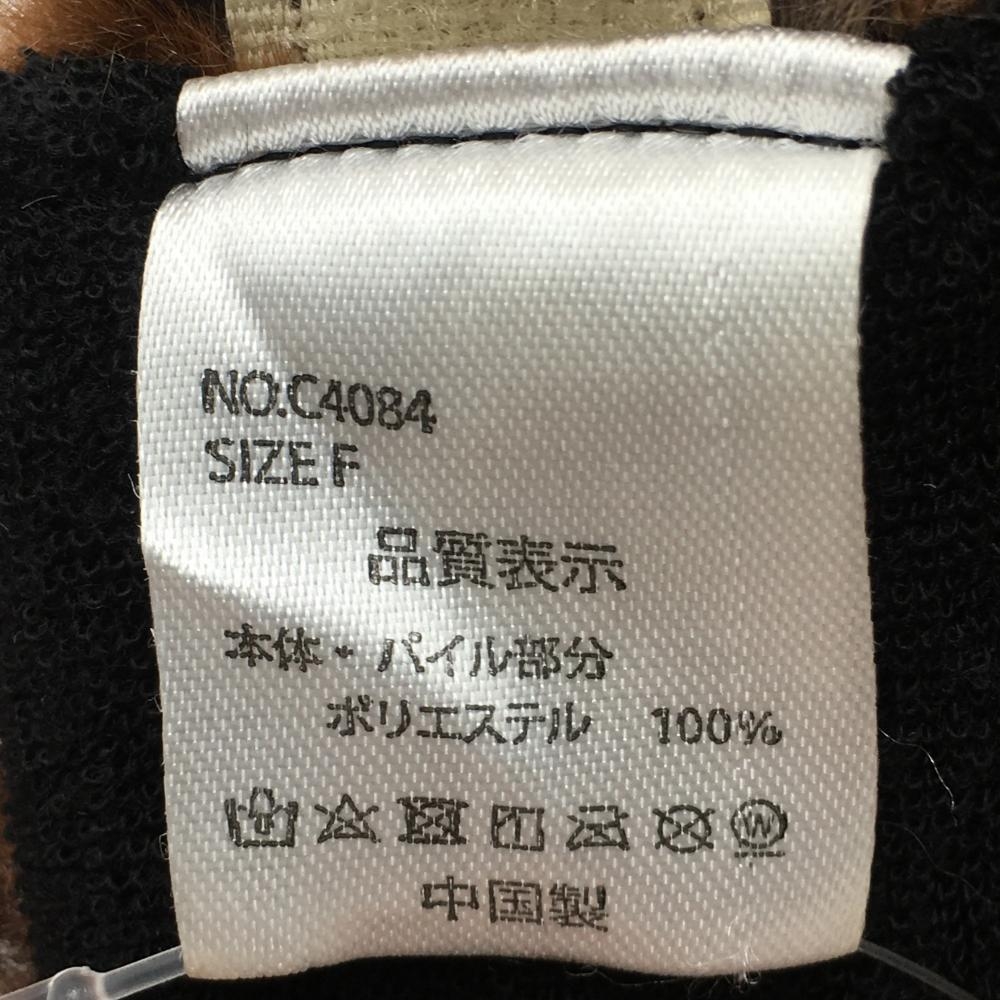 NO.C4084
SIZE F
品質表示
本体・パイル部分
ポリエステル 100%
W
中国製